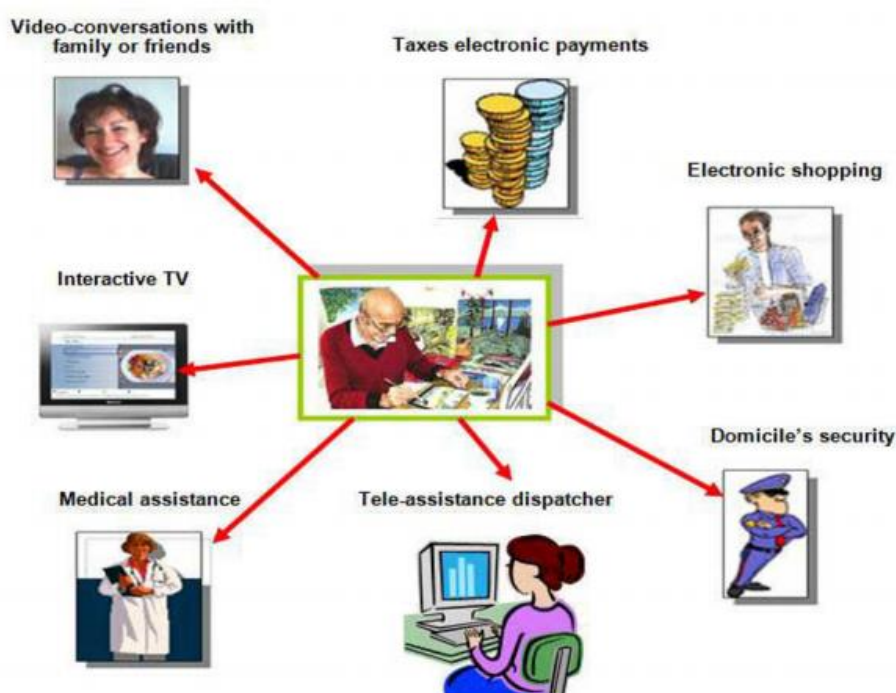 Video-conversations with
family or friends
Taxes electronic payments
Electronic shopping
Interactive TV
Domicile's security
Medical assistance
Tele-assistance dispatcher